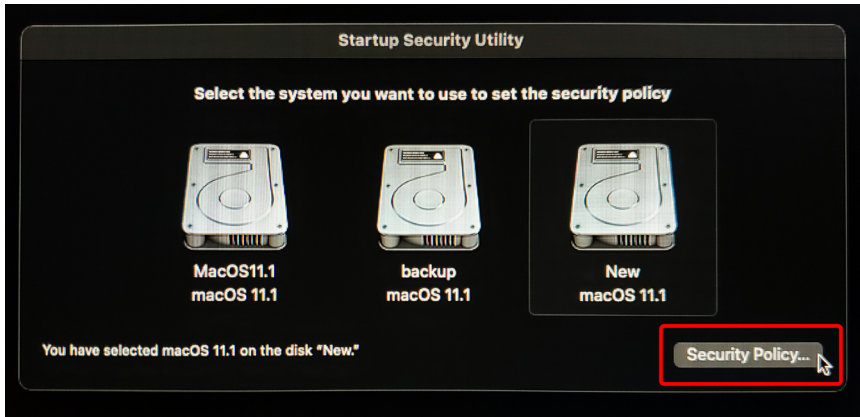 Startup Security Utility
Select the system you want to use to set the security policy
MacOS11.1
macOS 11.1
backup
macOS 11.1
New
macOS 11.1
You have selected macOS 11.1 on the disk "New."
Security Policy...